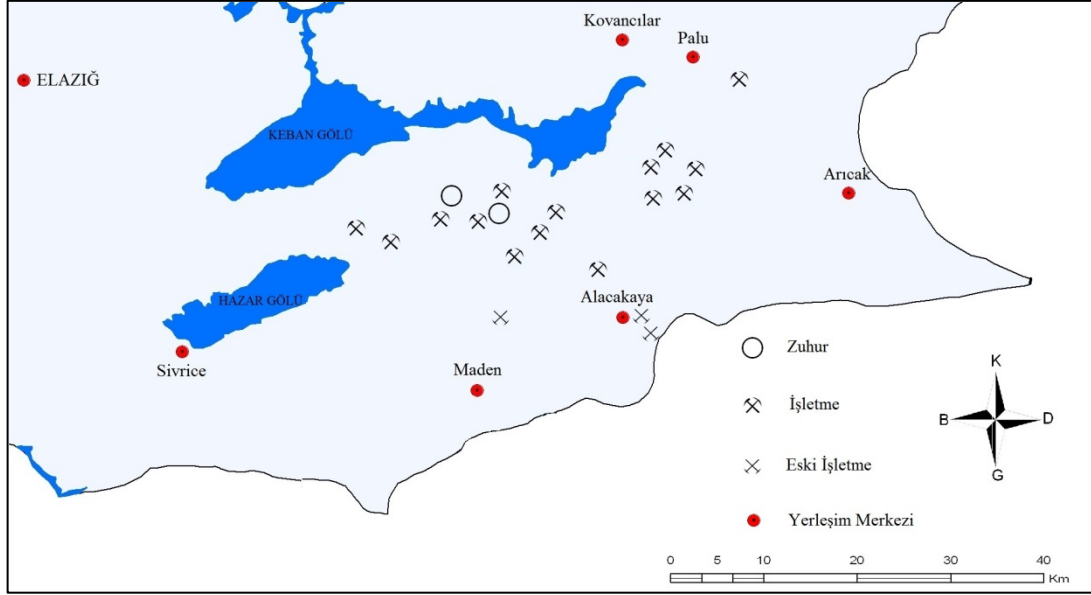 Kovancılar
Palu
ELAZIĞ
KEBAN GÖLÜ
Arıcak
HAZAR GÖLÜ
Alacakaya
Sivrice
Maden
Zuhur
İşletme
Eski İşletme
Yerleşim Merkezi
K
B D
G
0 5 10 20 30 40
Km